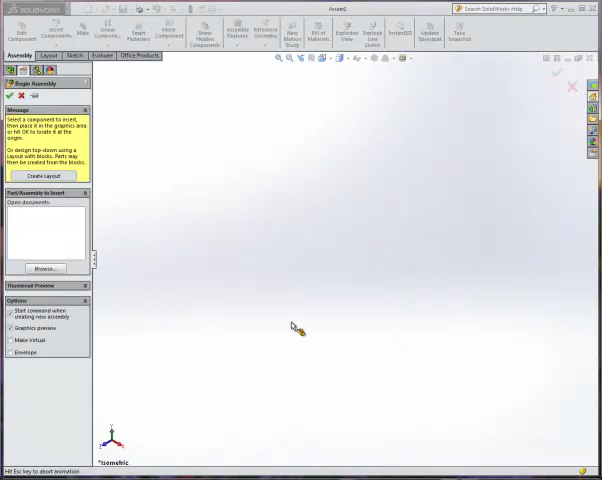 SOLIDWORKS
Assem1
Search SolidWorks Help
Edit Component
Insert Components
Mate
Linear Compone...
Smart Fasteners
Move Component
Show Hidden Components
Assembly Features
Reference Geometry
New Motion Study
Bill of Materials
Exploded View
Explode Line Sketch
Instant3D
Update Speedpak
Take Snapshot
Assembly
Layout
Sketch
Evaluate
Office Products
Begin Assembly
?
Message
Select a component to insert,
then place it in the graphics area
or hit OK to locate it at the
origin.
Or design top-down using a
Layout with blocks. Parts may
then be created from the blocks.
Create Layout
Part/Assembly to Insert
Open documents:
Browse...
Thumbnail Preview
Options
Start command when
creating new assembly
Graphics preview
Make Virtual
Envelope
Y
Z
X
*Isometric
Hit Esc key to abort animation